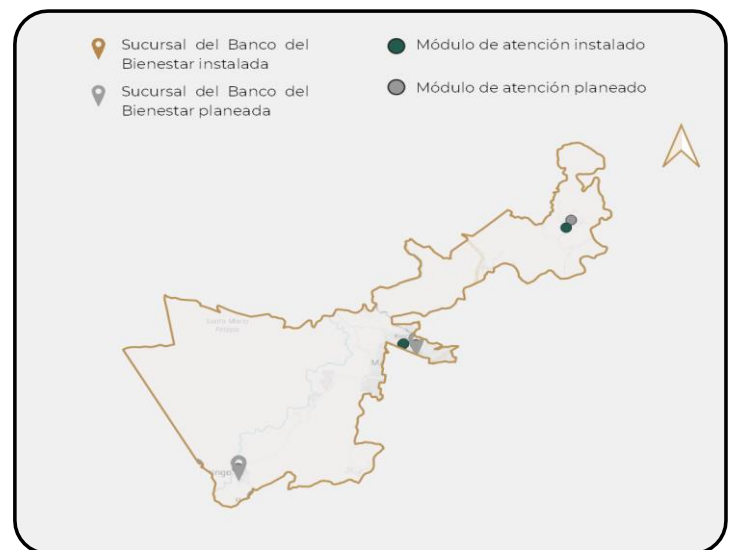 Sucursal del Banco del
Bienestar instalada
Sucursal del Banco del
Bienestar planeada
Módulo de atención instalado
Módulo de atención planeado